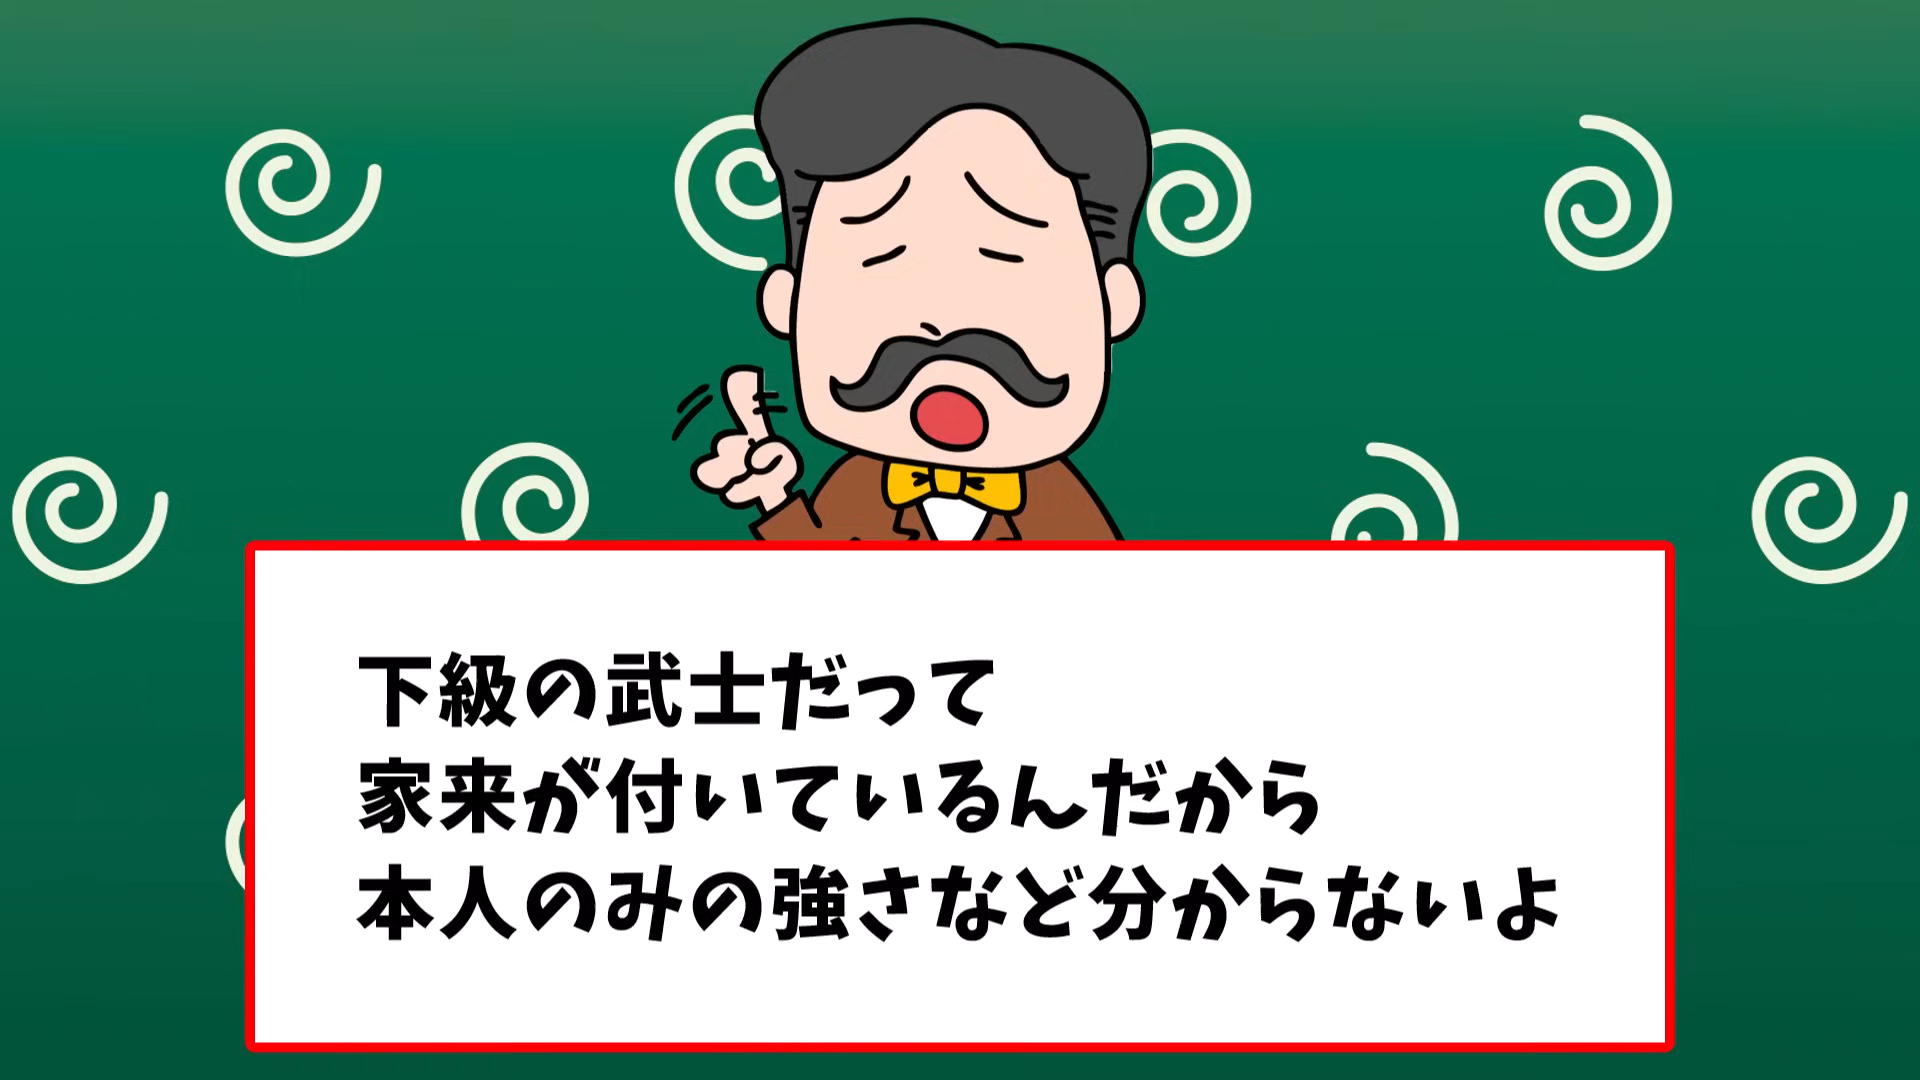 下級の武士だって
家来が付いているんだから
本人のみの強さなど分からないよ